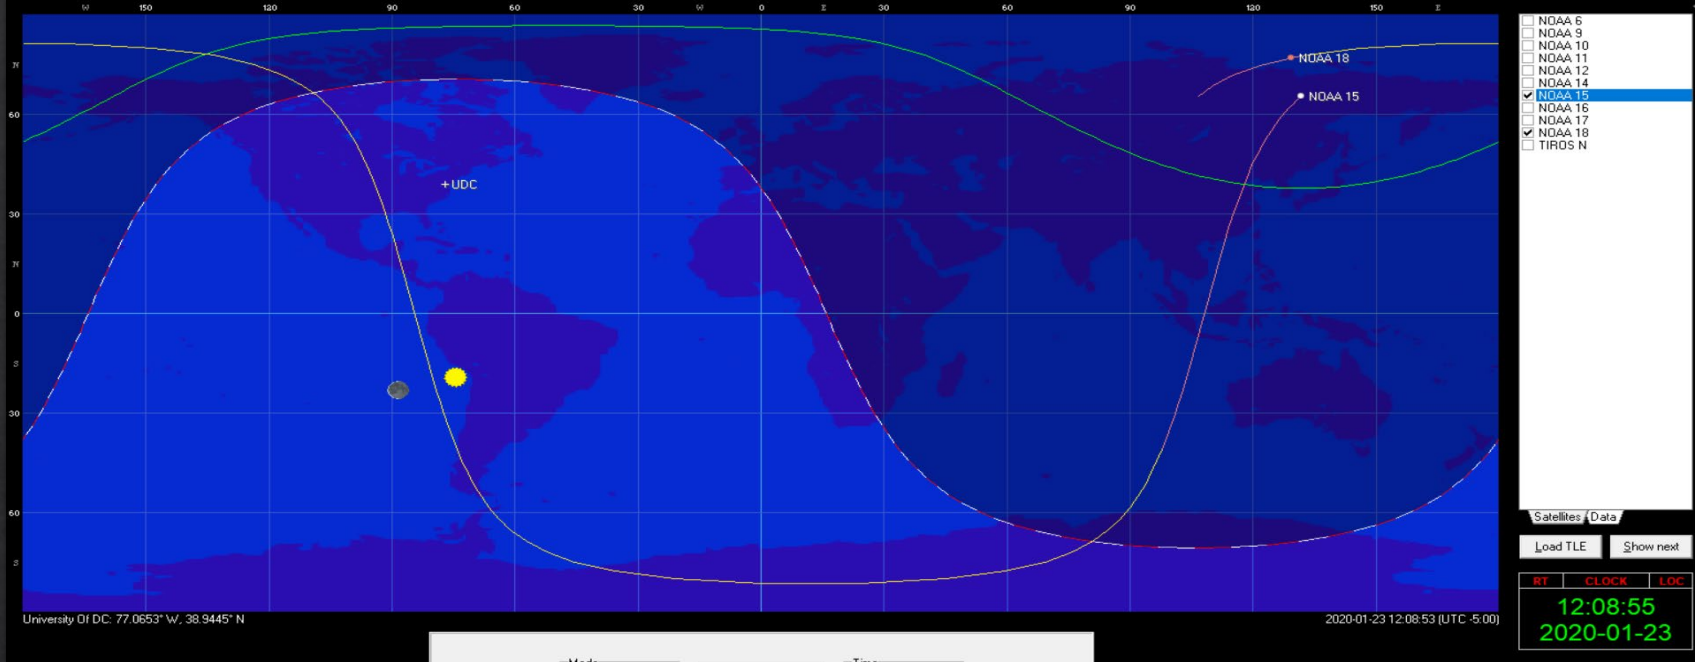 W 150 120 90 60 30 W 0 E 30 60 90 120 150 E
N
60
30
N
0
S
30
60
S
NOAA 18
NOAA 15
+UDC
University Of DC: 77.0653° W, 38.9445° N
2020-01-23 12:08:53 (UTC -5:00)
NOAA 6
NOAA 9
NOAA 10
NOAA 11
NOAA 12
NOAA 14
NOAA 15
NOAA 16
NOAA 17
NOAA 18
TIROS N
Satellites Data
Load TLE Show next
RT CLOCK LOC
12:08:55
2020-01-23